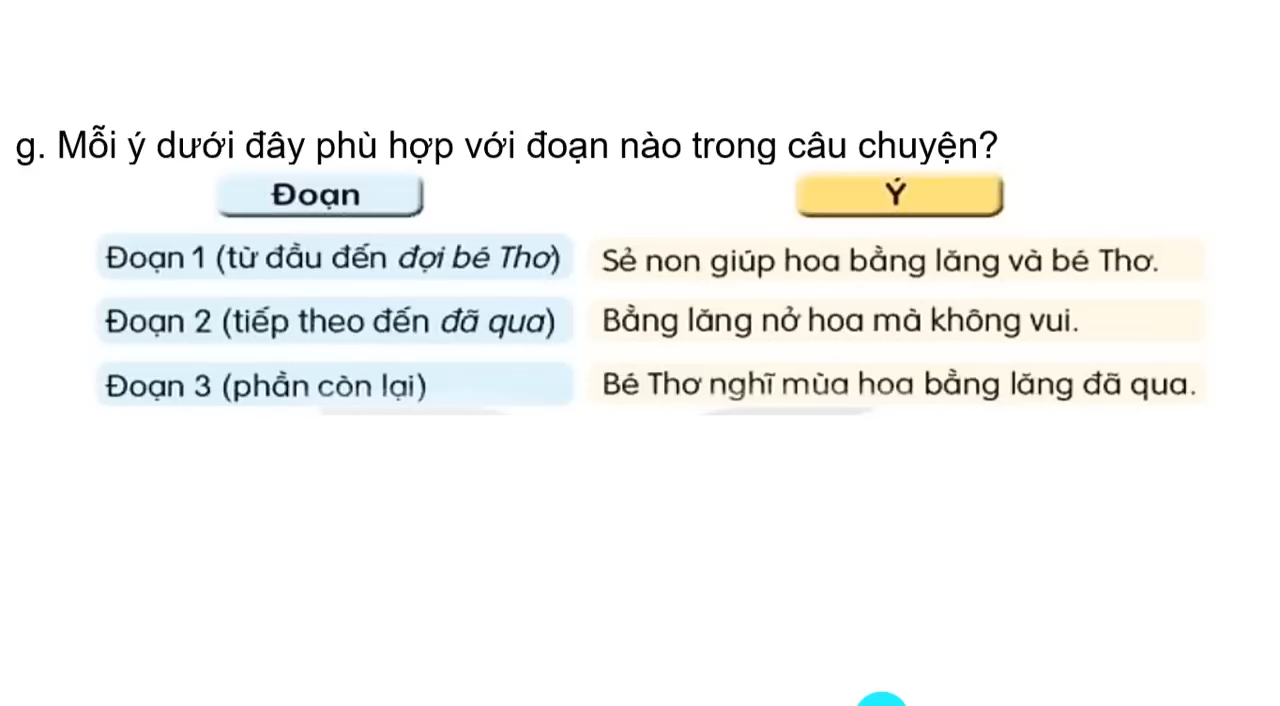 g. Mỗi ý dưới đây phù hợp với đoạn nào trong câu chuyện?
Đoạn Ý
Đoạn 1 (từ đầu đến đợi bé Thơ) Sẻ non giúp hoa bằng lăng và bé Thơ.
Đoạn 2 (tiếp theo đến đã qua) Bằng lăng nở hoa mà không vui.
Đoạn 3 (phần còn lại) Bé Thơ nghĩ mùa hoa bằng lăng đã qua.